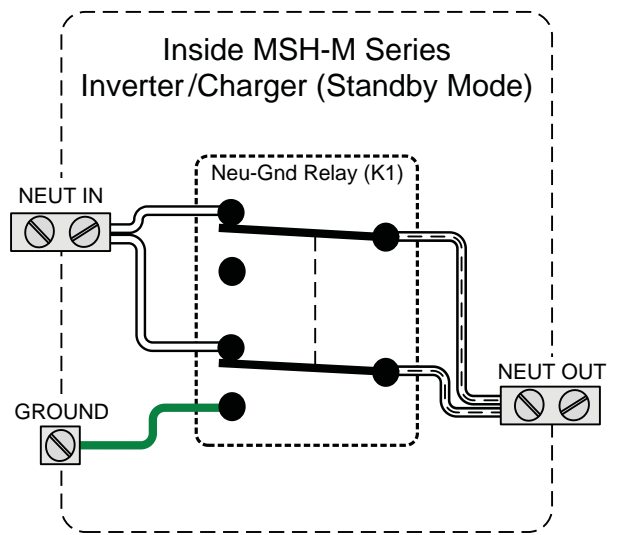 Inside MSH-M Series
Inverter/Charger (Standby Mode)
Neu-Gnd Relay (K1)
NEUT IN
NEUT OUT
GROUND